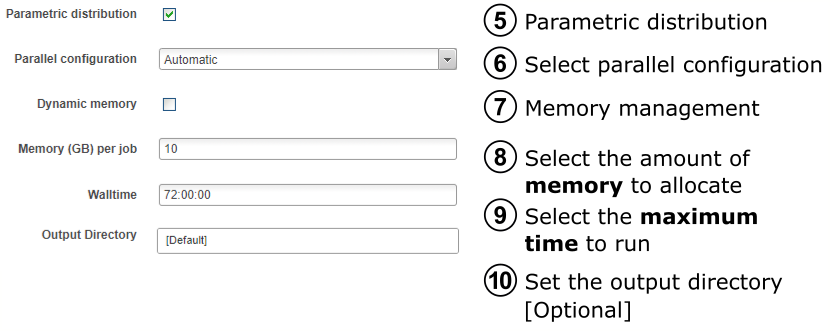 Parametric distribution
⑤ Parametric distribution
Parallel configuration Automatic
⑥ Select parallel configuration
Dynamic memory
⑦ Memory management
Memory (GB) per job 10
⑧ Select the amount of
memory to allocate
Walltime 72:00:00
⑨ Select the maximum
time to run
Output Directory [Default]
⑩ Set the output directory
[Optional]